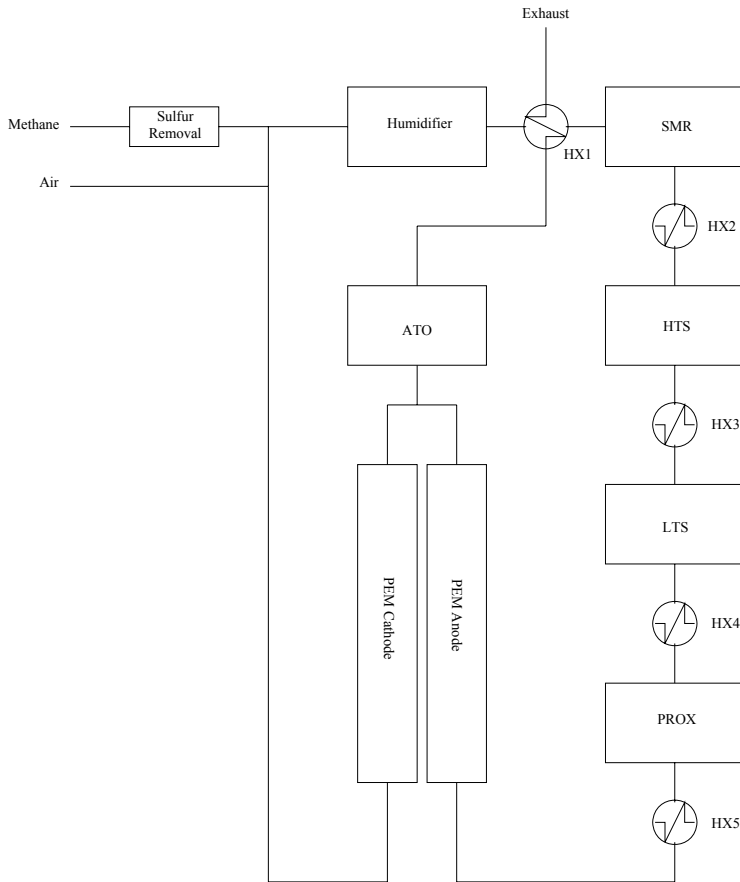 Exhaust
Methane
Sulfur
Removal
Humidifier
HX1
SMR
Air
HX2
ATO
HTS
HX3
PEM Cathode
PEM Anode
LTS
HX4
PROX
HX5